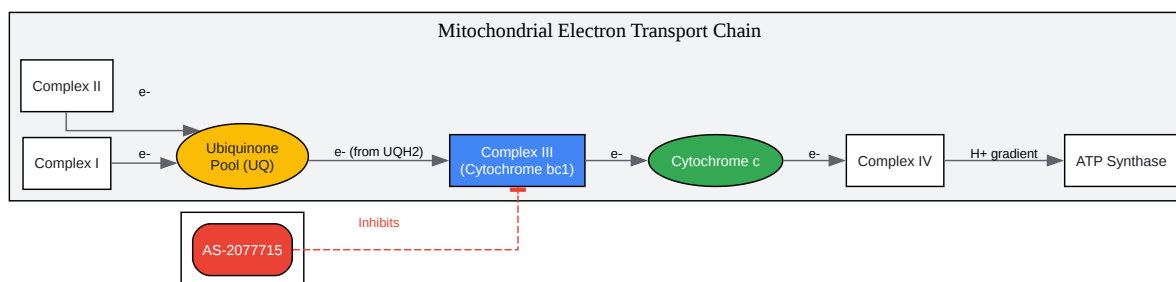 Mitochondrial Electron Transport Chain
Complex II
e-
Complex I
e-
Ubiquinone
Pool (UQ)
e- (from UQH2)
Complex III
(Cytochrome bc1)
e-
Cytochrome c
e-
Complex IV
H+ gradient
ATP Synthase
Inhibits
AS-2077715